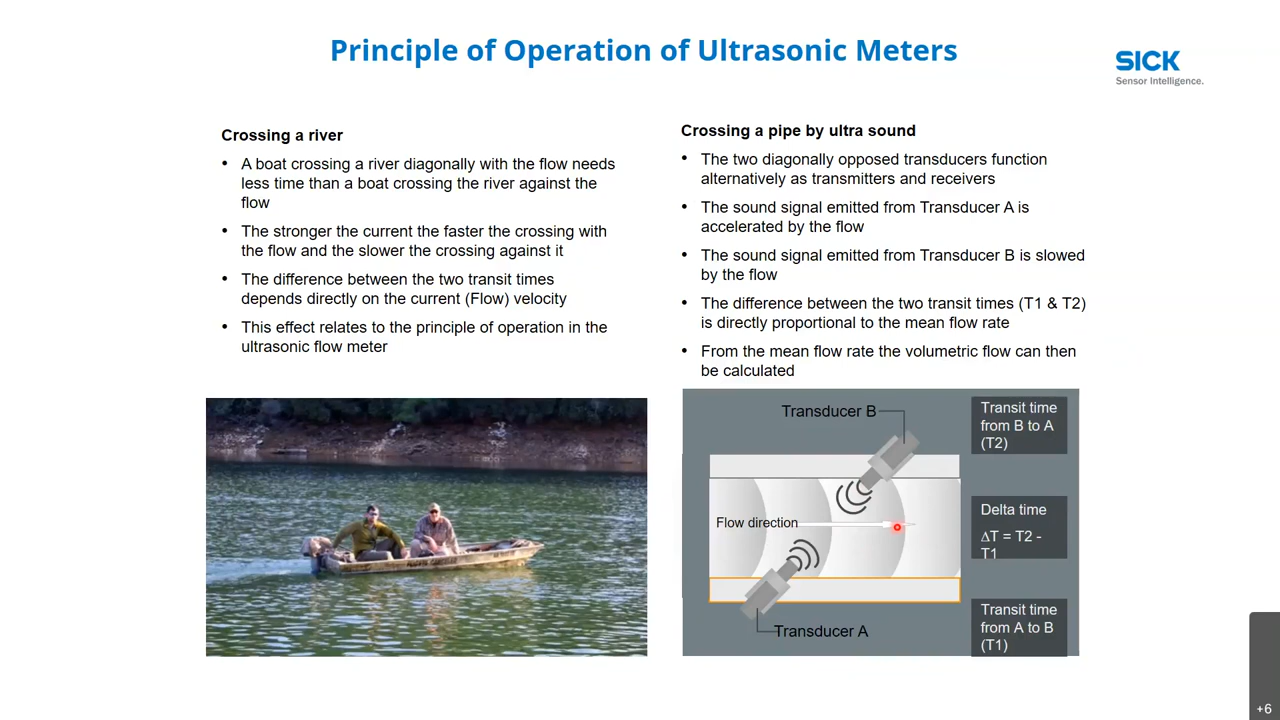 Principle of Operation of Ultrasonic Meters
SICK
Sensor Intelligence.
Crossing a river
• A boat crossing a river diagonally with the flow needs
less time than a boat crossing the river against the
flow
• The stronger the current the faster the crossing with
the flow and the slower the crossing against it
• The difference between the two transit times
depends directly on the current (Flow) velocity
• This effect relates to the principle of operation in the
ultrasonic flow meter
Crossing a pipe by ultra sound
• The two diagonally opposed transducers function
alternatively as transmitters and receivers
• The sound signal emitted from Transducer A is
accelerated by the flow
• The sound signal emitted from Transducer B is slowed
by the flow
• The difference between the two transit times (T1 & T2)
is directly proportional to the mean flow rate
• From the mean flow rate the volumetric flow can then
be calculated
Transducer B
Flow direction
Transducer A
Transit time
from B to A
(T2)
Delta time
∆T = T2 -
T1
Transit time
from A to B
(T1)
+6